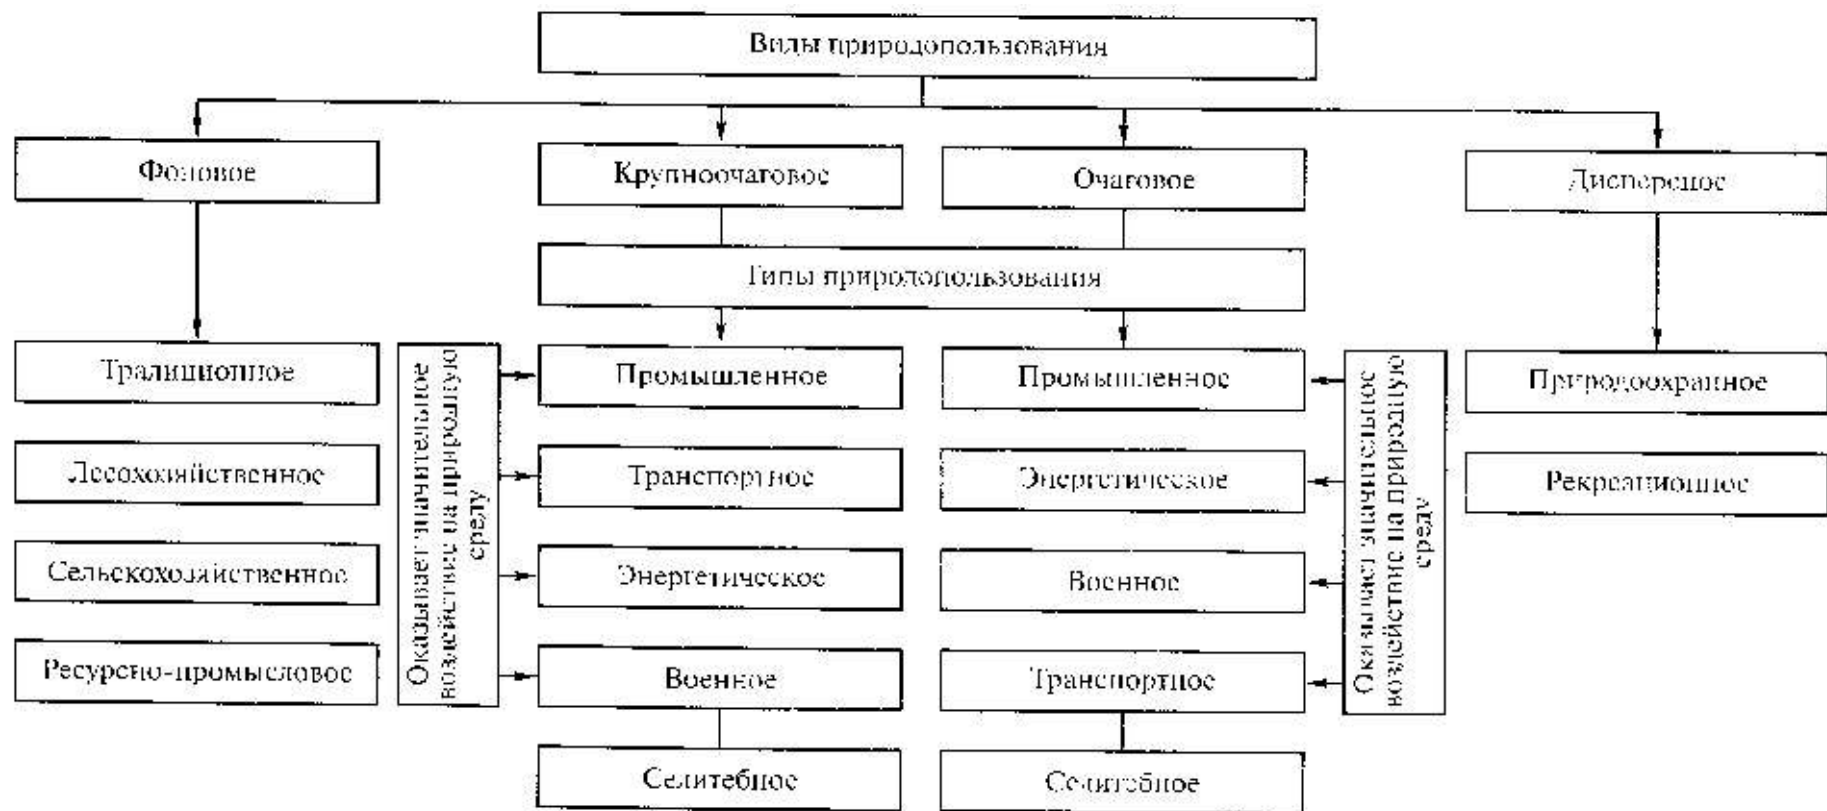 Виды природопользования
Фоновое
Крупноочаговое
Очаговое
Дисперсное
Типы природопользования
Традиционное
Промышленное
Промышленное
Природоохранное
Лесохозяйственное
Транспортное
Энергетическое
Рекреационное
Сельскохозяйственное
Энергетическое
Военное
Ресурсно-промысловое
Военное
Транспортное
Селитебное
Селитебное
Оказывает значительное
воздействие на природную
среду
Оказывает значительное
воздействие на природную
среду